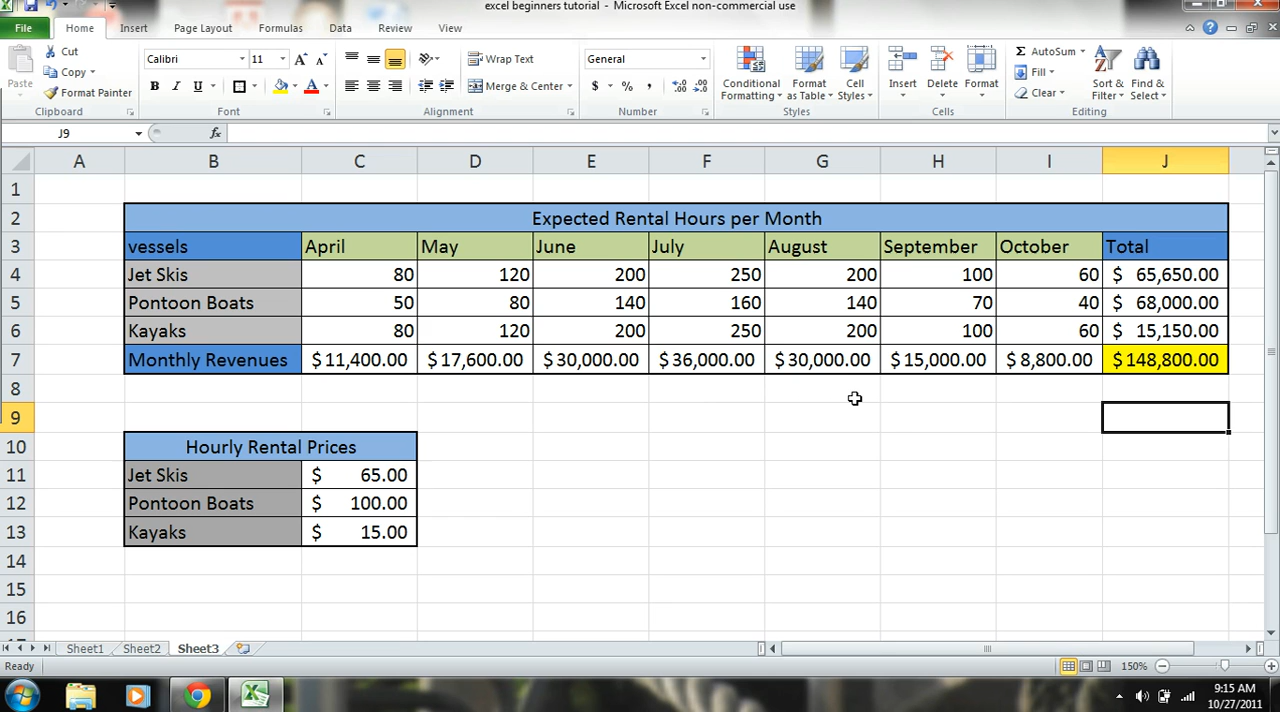 excel beginners tutorial - Microsoft Excel non-commercial use
File Home Insert Page Layout Formulas Data Review View
Paste Cut Calibri 11 A A Wrap Text General Conditional Formatting Format as Table Cell Styles Insert Delete Format Σ AutoSum Sort & Filter Find & Select
Copy Fill
Format Painter B I U A Merge & Center $ % , .00 .0 Clear
Clipboard Font Alignment Number Styles Cells Editing
J9 fx
A B C D E F G H I J
1
2 Expected Rental Hours per Month
3 vessels April May June July August September October Total
4 Jet Skis 80 120 200 250 200 100 60 $ 65,650.00
5 Pontoon Boats 50 80 140 160 140 70 40 $ 68,000.00
6 Kayaks 80 120 200 250 200 100 60 $ 15,150.00
7 Monthly Revenues $11,400.00 $17,600.00 $30,000.00 $36,000.00 $30,000.00 $15,000.00 $8,800.00 $148,800.00
8
9
10 Hourly Rental Prices
11 Jet Skis $ 65.00
12 Pontoon Boats $ 100.00
13 Kayaks $ 15.00
14
15
16
Sheet1 Sheet2 Sheet3
Ready 150%
9:15 AM
10/27/2011